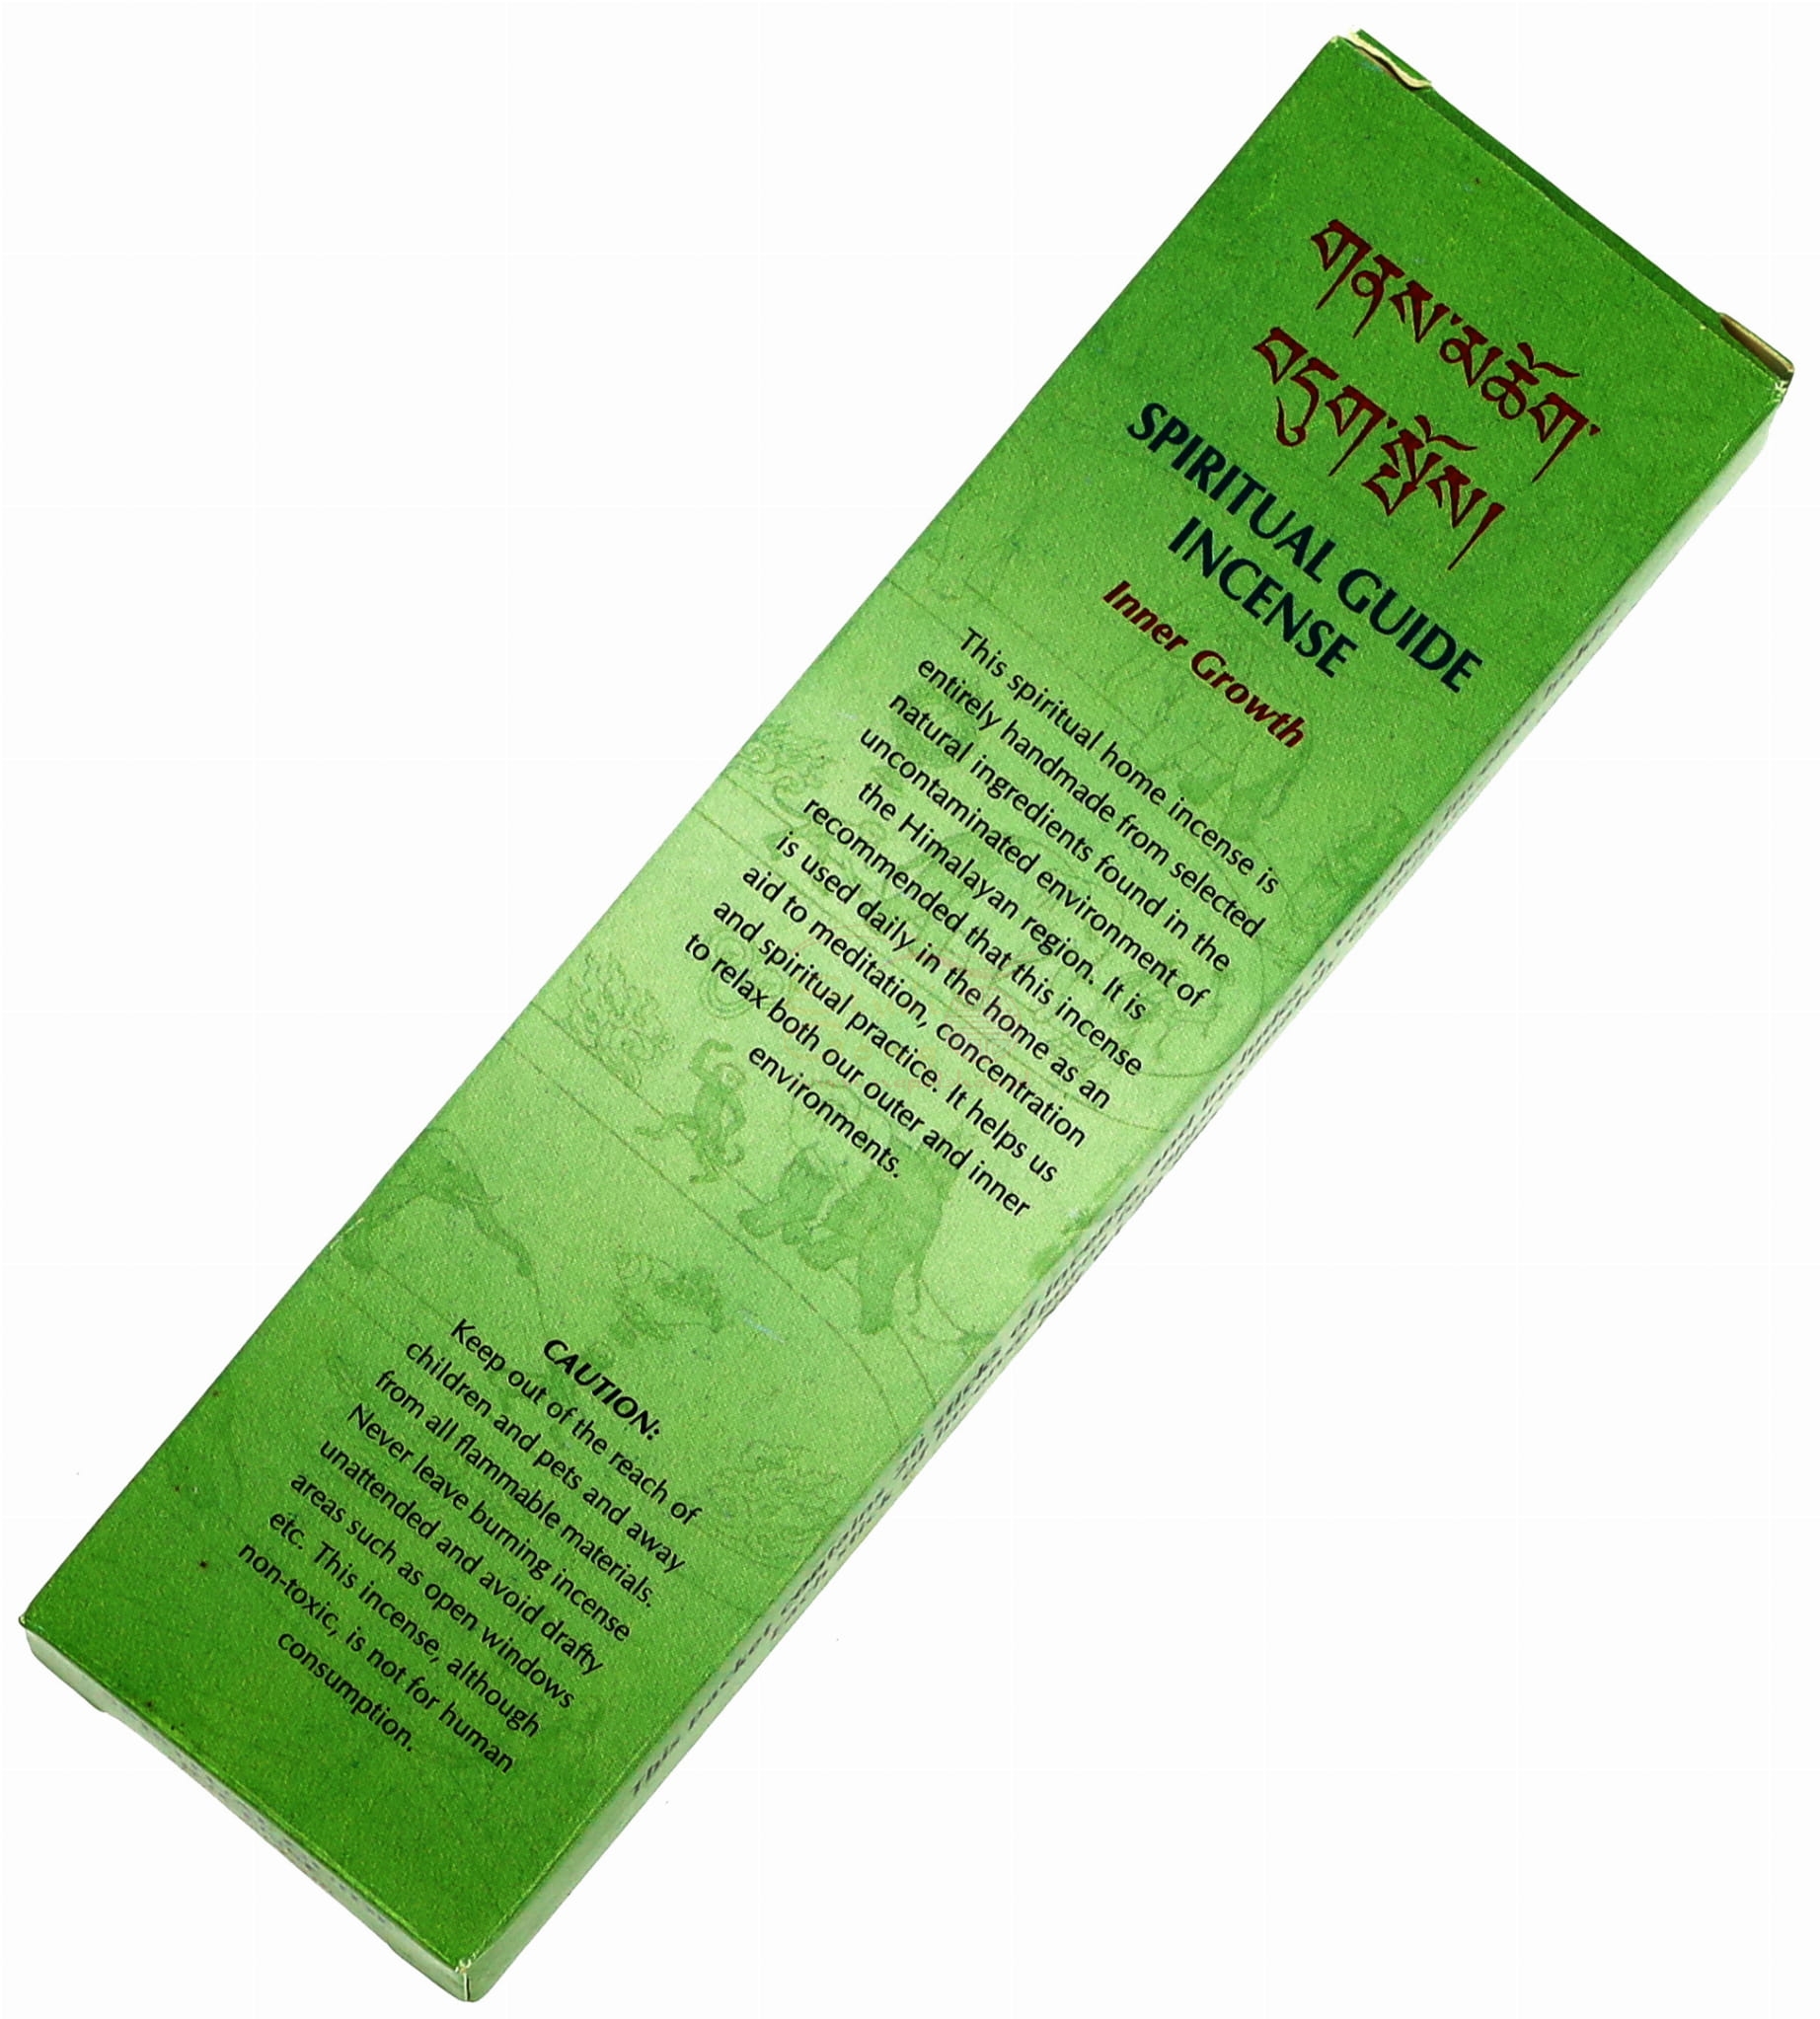 གནས་མཆོག་
བདུག་སྤོས།
SPIRITUAL GUIDE
INCENSE
Inner Growth
This spiritual home incense is
entirely handmade from selected
natural ingredients found in the
uncontaminated environment of
the Himalayan region. It is
recommended that this incense
is used daily in the home as an
aid to meditation, concentration
and spiritual practice. It helps us
to relax both our outer and inner
environments.
CAUTION:
Keep out of the reach of
children and pets and away
from all flammable materials.
Never leave burning incense
unattended and avoid drafty
areas such as open windows
etc. This incense, although
non-toxic, is not for human
consumption.